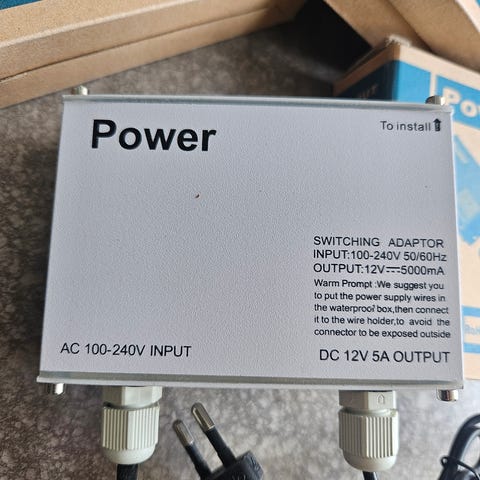 Power
To install
SWITCHING ADAPTOR
INPUT:100-240V 50/60Hz
OUTPUT:12V⎓5000mA
Warm Prompt :We suggest you
to put the power supply wires in
the waterproof box,then connect
it to the wire holder,to avoid the
connector to be exposed outside
AC 100-240V INPUT
DC 12V 5A OUTPUT